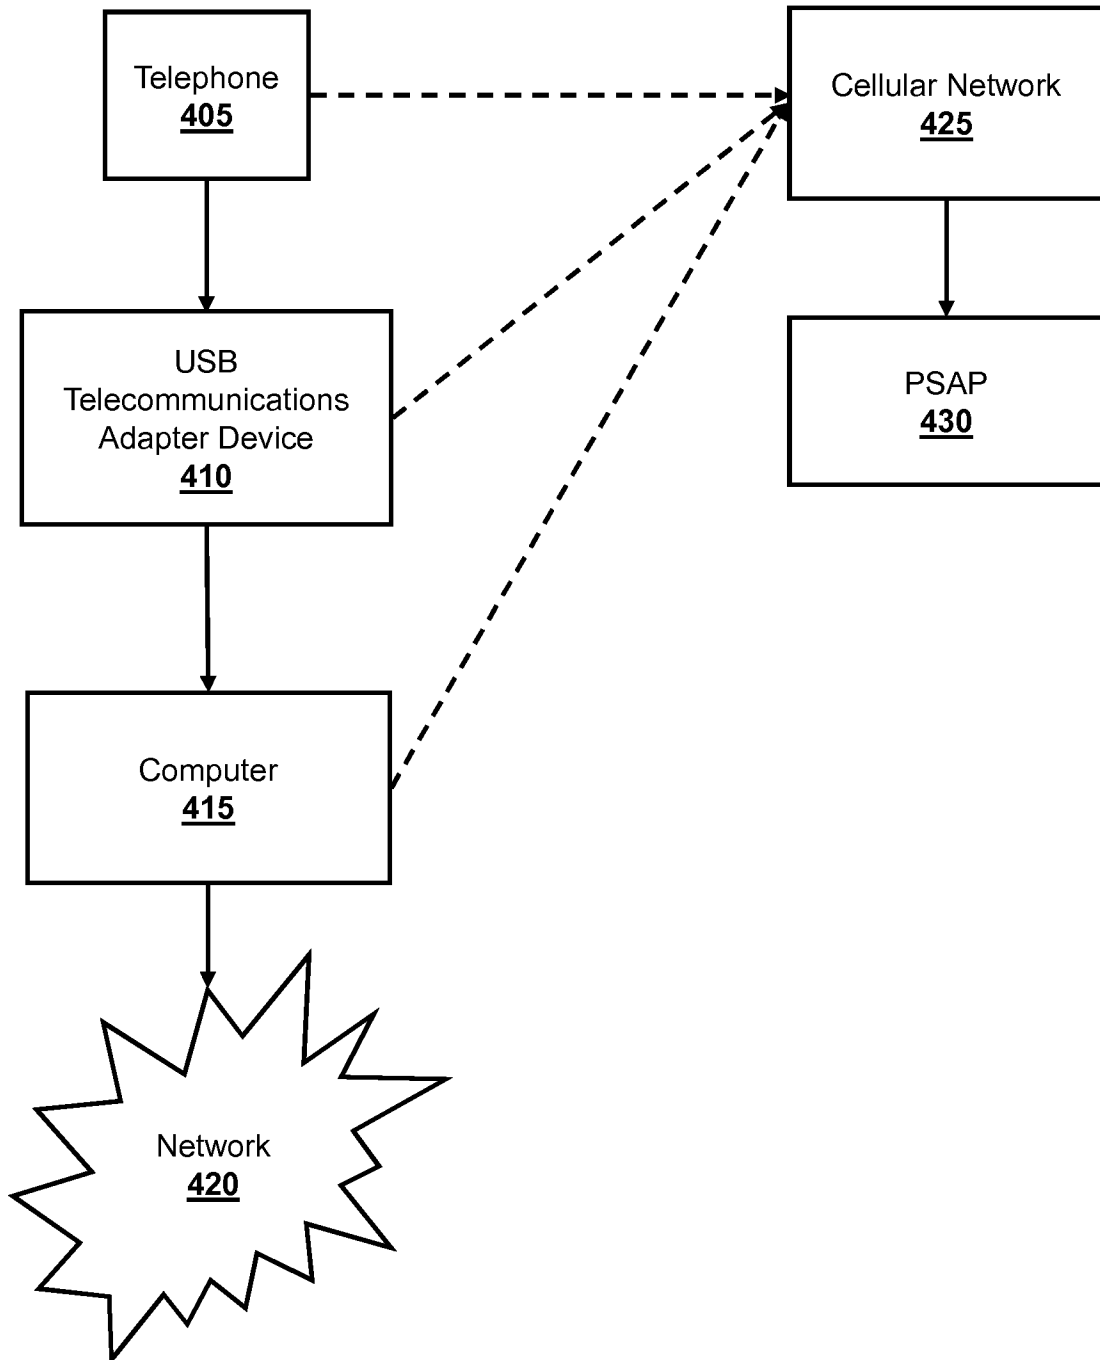 Telephone
405
Cellular Network
425
USB
Telecommunications
Adapter Device
410
PSAP
430
Computer
415
Network
420